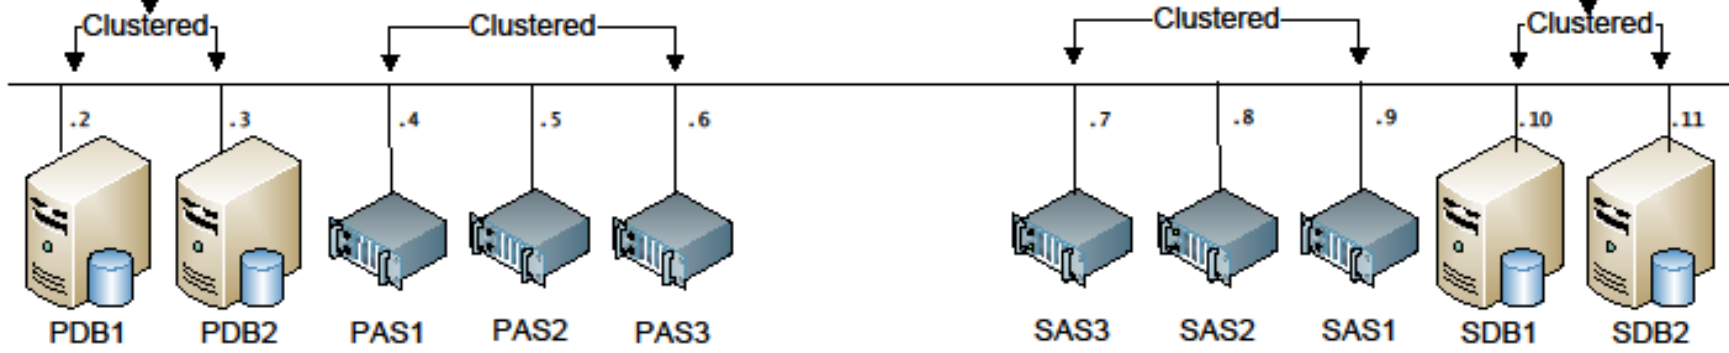 Clustered Clustered Clustered Clustered
.2 .3 .4 .5 .6 .7 .8 .9 .10 .11
PDB1 PDB2 PAS1 PAS2 PAS3 SAS3 SAS2 SAS1 SDB1 SDB2